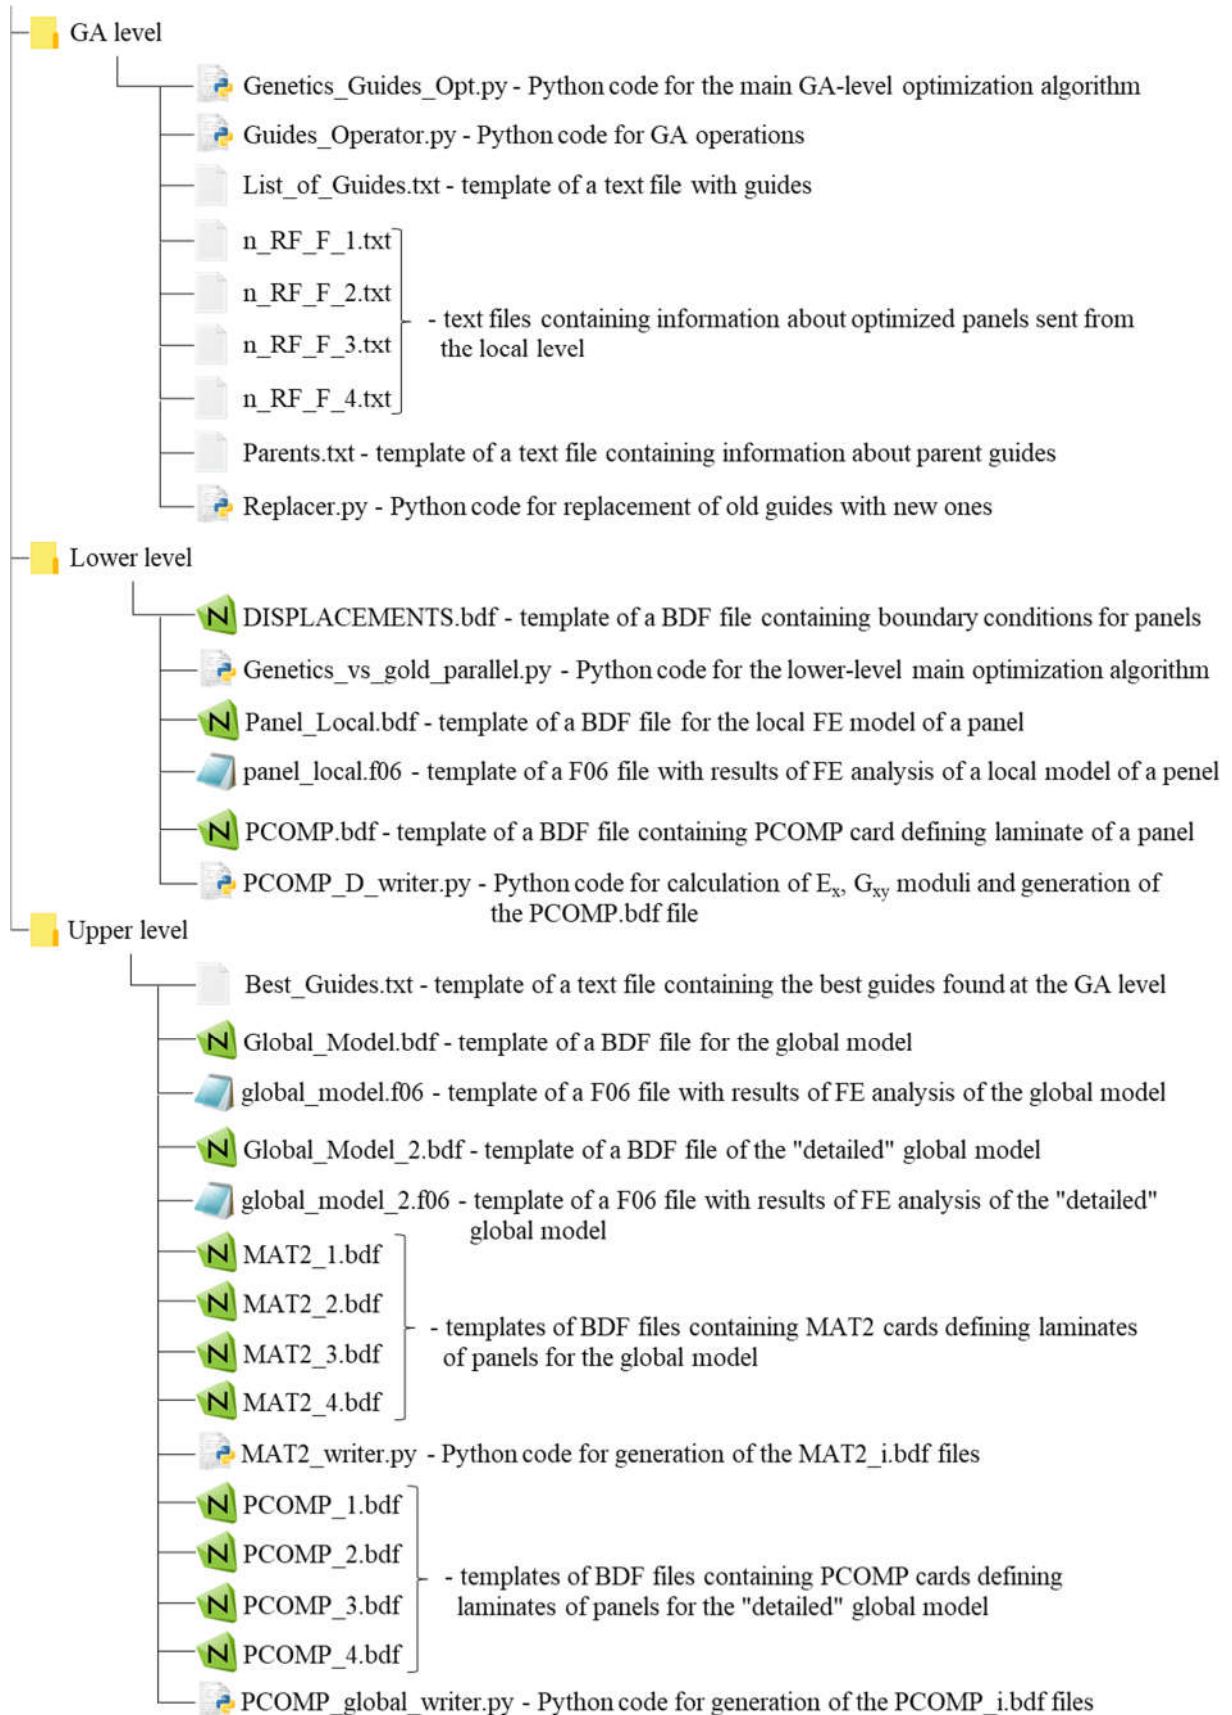 GA level
Genetics_Guides_Opt.py - Python code for the main GA-level optimization algorithm
Guides_Operator.py - Python code for GA operations
List_of_Guides.txt - template of a text file with guides
n_RF_F_1.txt
n_RF_F_2.txt
- text files containing information about optimized panels sent from
the local level
n_RF_F_3.txt
n_RF_F_4.txt
Parents.txt - template of a text file containing information about parent guides
Replacer.py - Python code for replacement of old guides with new ones
Lower level
N DISPLACEMENTS.bdf - template of a BDF file containing boundary conditions for panels
Genetics_vs_gold_parallel.py - Python code for the lower-level main optimization algorithm
N Panel_Local.bdf - template of a BDF file for the local FE model of a panel
panel_local.f06 - template of a F06 file with results of FE analysis of a local model of a penel
N PCOMP.bdf - template of a BDF file containing PCOMP card defining laminate of a panel
PCOMP_D_writer.py - Python code for calculation of Ex, Gxy moduli and generation of
the PCOMP.bdf file
Upper level
Best_Guides.txt - template of a text file containing the best guides found at the GA level
N Global_Model.bdf - template of a BDF file for the global model
global_model.f06 - template of a F06 file with results of FE analysis of the global model
N Global_Model_2.bdf - template of a BDF file of the "detailed" global model
global_model_2.f06 - template of a F06 file with results of FE analysis of the "detailed"
global model
N MAT2_1.bdf
N MAT2_2.bdf
- templates of BDF files containing MAT2 cards defining laminates
of panels for the global model
N MAT2_3.bdf
N MAT2_4.bdf
MAT2_writer.py - Python code for generation of the MAT2_i.bdf files
N PCOMP_1.bdf
N PCOMP_2.bdf
- templates of BDF files containing PCOMP cards defining
laminates of panels for the "detailed" global model
N PCOMP_3.bdf
N PCOMP_4.bdf
PCOMP_global_writer.py - Python code for generation of the PCOMP_i.bdf files